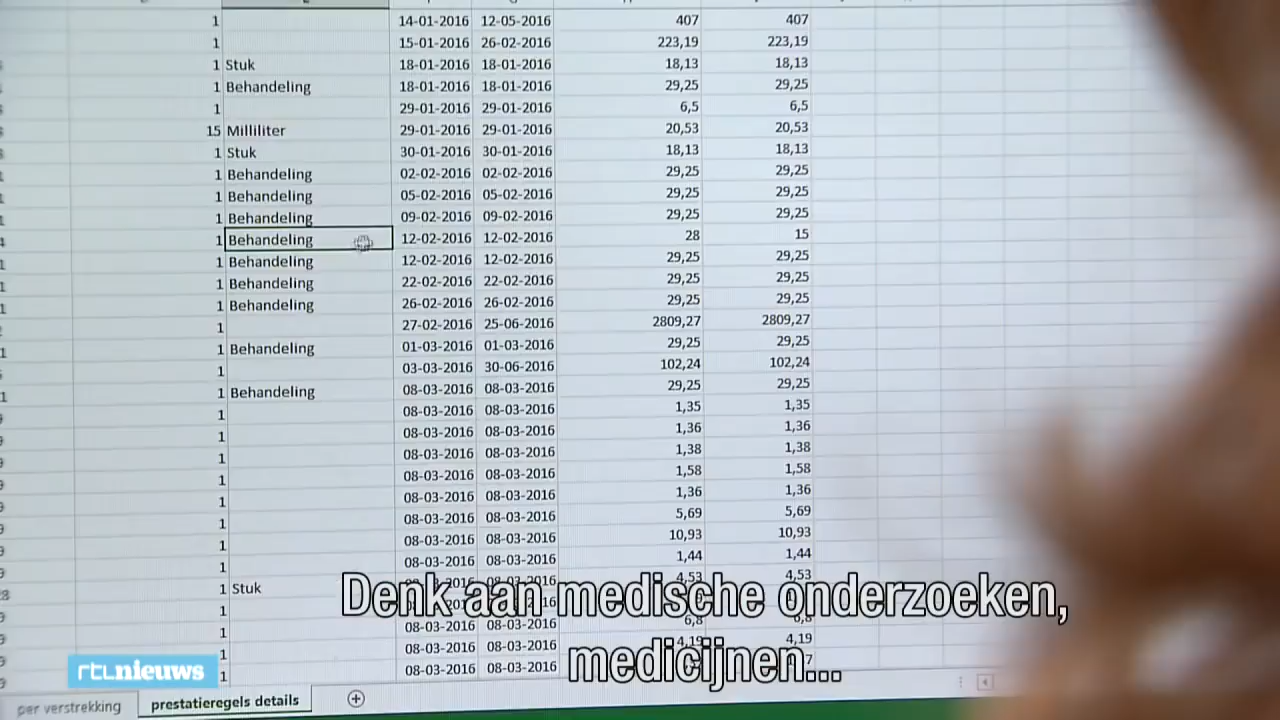 1 14-01-2016 12-05-2016 407 407
1 15-01-2016 26-02-2016 223,19 223,19
1 Stuk 18-01-2016 18-01-2016 18,13 18,13
1 Behandeling 18-01-2016 18-01-2016 29,25 29,25
1 29-01-2016 29-01-2016 6,5 6,5
15 Milliliter 29-01-2016 29-01-2016 20,53 20,53
1 Stuk 30-01-2016 30-01-2016 18,13 18,13
1 Behandeling 02-02-2016 02-02-2016 29,25 29,25
1 Behandeling 05-02-2016 05-02-2016 29,25 29,25
1 Behandeling 09-02-2016 09-02-2016 29,25 29,25
1 Behandeling 12-02-2016 12-02-2016 28 15
1 Behandeling 12-02-2016 12-02-2016 29,25 29,25
1 Behandeling 22-02-2016 22-02-2016 29,25 29,25
1 Behandeling 26-02-2016 26-02-2016 29,25 29,25
1 27-02-2016 25-06-2016 2809,27 2809,27
1 Behandeling 01-03-2016 01-03-2016 29,25 29,25
1 03-03-2016 30-06-2016 102,24 102,24
1 Behandeling 08-03-2016 08-03-2016 29,25 29,25
1 08-03-2016 08-03-2016 1,35 1,35
1 08-03-2016 08-03-2016 1,36 1,36
1 08-03-2016 08-03-2016 1,38 1,38
1 08-03-2016 08-03-2016 1,58 1,58
1 08-03-2016 08-03-2016 1,36 1,36
1 08-03-2016 08-03-2016 5,69 5,69
1 08-03-2016 08-03-2016 10,93 10,93
1 08-03-2016 08-03-2016 1,44 1,44
1 Stuk 4,53 4,53
1 6,8 6,8
1 08-03-2016 08-03-2016 4,19 4,19
1 08-03-2016 08-03-2016
1 08-03-2016 08-03-2016
Denk aan medische onderzoeken,
medicijnen...
rtl nieuws
per verstrekking prestatieregels details